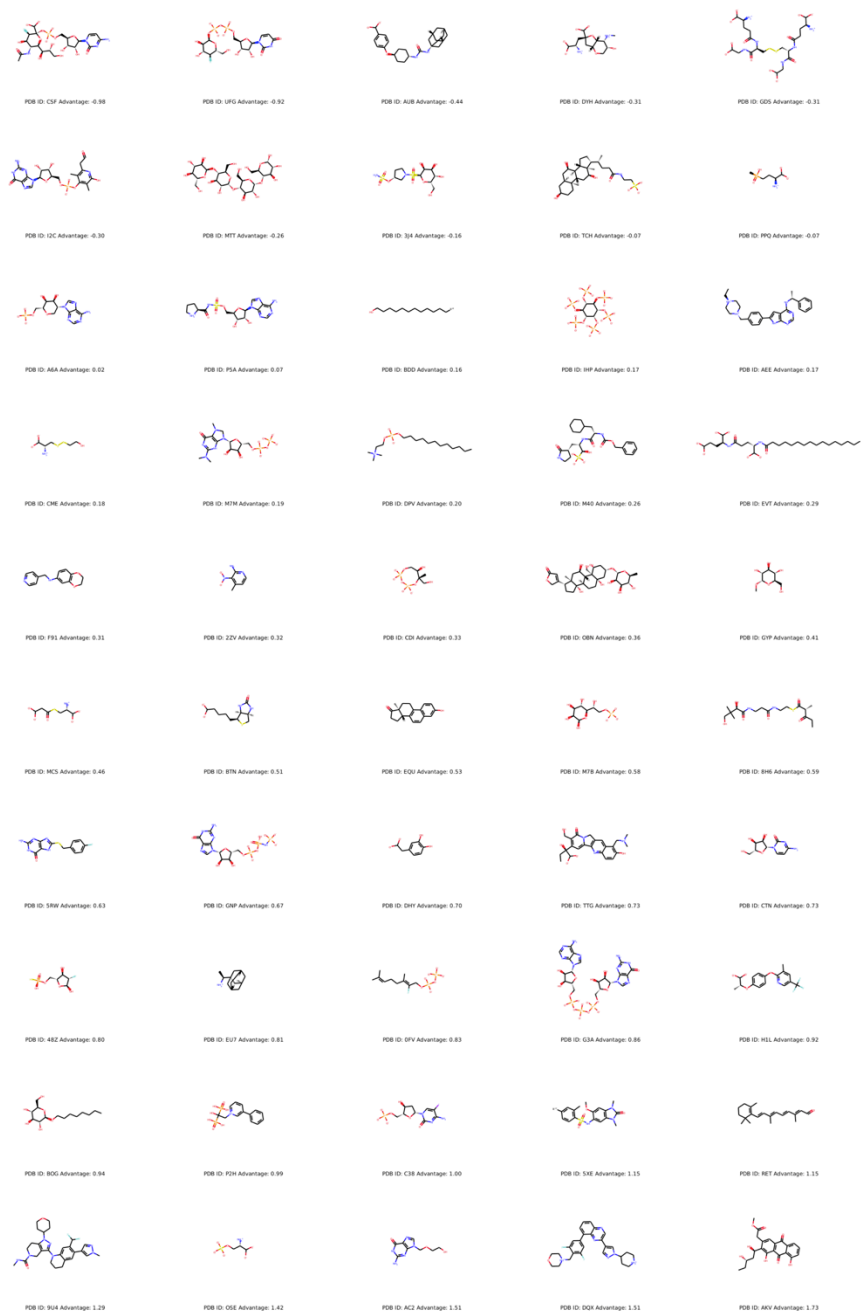 PDB ID: CSF Advantage: -0.98 PDB ID: UFG Advantage: -0.92 PDB ID: AUB Advantage: -0.44 PDB ID: DYH Advantage: -0.31 PDB ID: GDS Advantage: -0.31
PDB ID: I2C Advantage: -0.30 PDB ID: MTT Advantage: -0.26 PDB ID: 3J4 Advantage: -0.16 PDB ID: TCH Advantage: -0.07 PDB ID: PPQ Advantage: -0.07
PDB ID: A6A Advantage: 0.02 PDB ID: P5A Advantage: 0.07 PDB ID: BDD Advantage: 0.16 PDB ID: IHP Advantage: 0.17 PDB ID: AEE Advantage: 0.17
PDB ID: CME Advantage: 0.18 PDB ID: M7M Advantage: 0.19 PDB ID: DPV Advantage: 0.20 PDB ID: M40 Advantage: 0.26 PDB ID: EVT Advantage: 0.29
PDB ID: F91 Advantage: 0.31 PDB ID: 2ZV Advantage: 0.32 PDB ID: CDI Advantage: 0.33 PDB ID: OBN Advantage: 0.36 PDB ID: GYP Advantage: 0.41
PDB ID: MCS Advantage: 0.46 PDB ID: BTN Advantage: 0.51 PDB ID: EQU Advantage: 0.53 PDB ID: M7B Advantage: 0.58 PDB ID: 8H6 Advantage: 0.59
PDB ID: 5RW Advantage: 0.63 PDB ID: GNP Advantage: 0.67 PDB ID: DHY Advantage: 0.70 PDB ID: TTG Advantage: 0.73 PDB ID: CTN Advantage: 0.73
PDB ID: 48Z Advantage: 0.80 PDB ID: EU7 Advantage: 0.81 PDB ID: 0FV Advantage: 0.83 PDB ID: G3A Advantage: 0.86 PDB ID: H1L Advantage: 0.92
PDB ID: BOG Advantage: 0.94 PDB ID: P2H Advantage: 0.99 PDB ID: C38 Advantage: 1.00 PDB ID: 5XE Advantage: 1.15 PDB ID: RET Advantage: 1.15
PDB ID: 9U4 Advantage: 1.29 PDB ID: OSE Advantage: 1.42 PDB ID: AC2 Advantage: 1.51 PDB ID: DQX Advantage: 1.51 PDB ID: AKV Advantage: 1.73